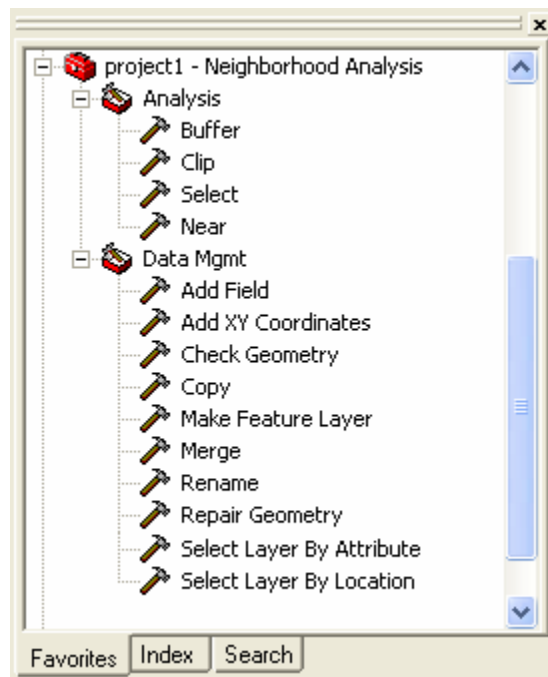 project1 - Neighborhood Analysis
Analysis
Buffer
Clip
Select
Near
Data Mgmt
Add Field
Add XY Coordinates
Check Geometry
Copy
Make Feature Layer
Merge
Rename
Repair Geometry
Select Layer By Attribute
Select Layer By Location
Favorites Index Search